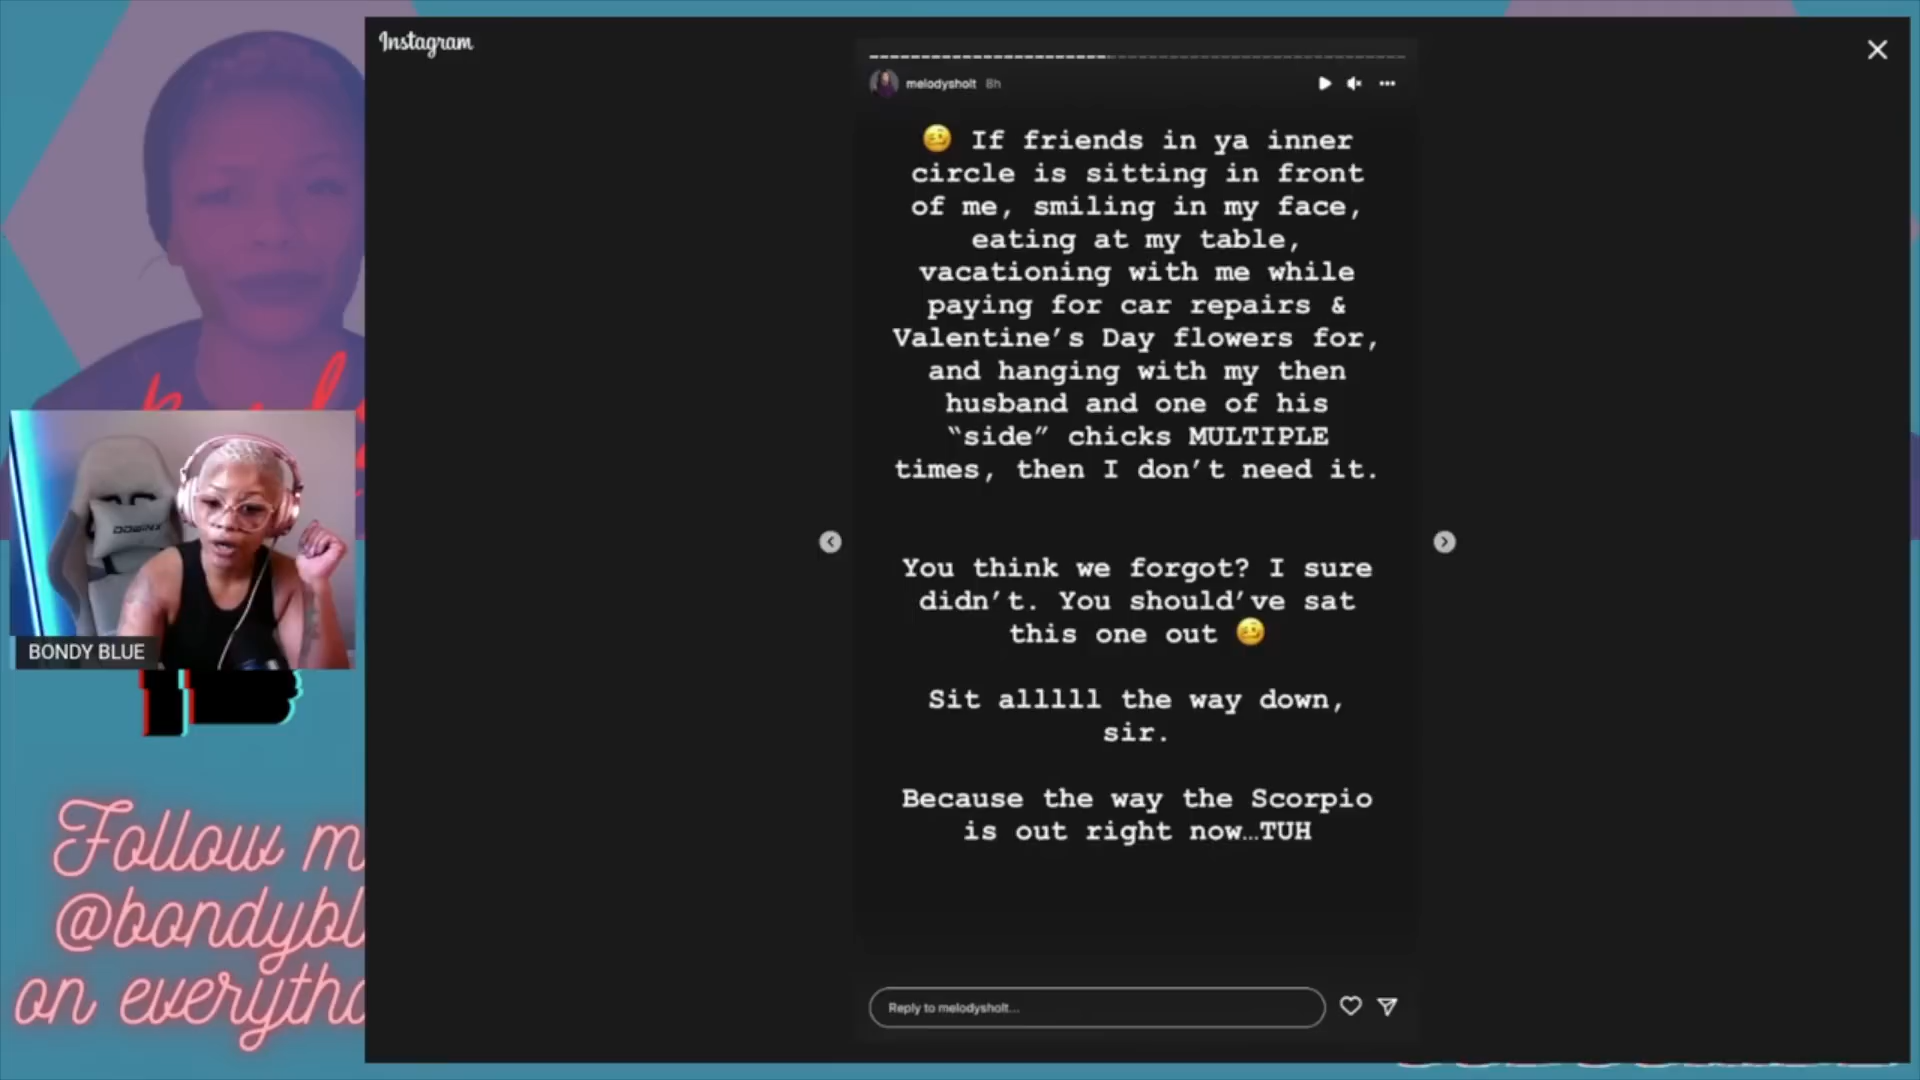 Instagram
melodysholt 8h
🥴 If friends in ya inner
circle is sitting in front
of me, smiling in my face,
eating at my table,
vacationing with me while
paying for car repairs &
Valentine’s Day flowers for,
and hanging with my then
husband and one of his
“side” chicks MULTIPLE
times, then I don’t need it.
You think we forgot? I sure
didn’t. You should’ve sat
this one out 🥴
Sit alllll the way down,
sir.
Because the way the Scorpio
is out right now…TUH
Reply to melodysholt...
DOWINX
BONDY BLUE
Follow m
@bondybl
on everyth